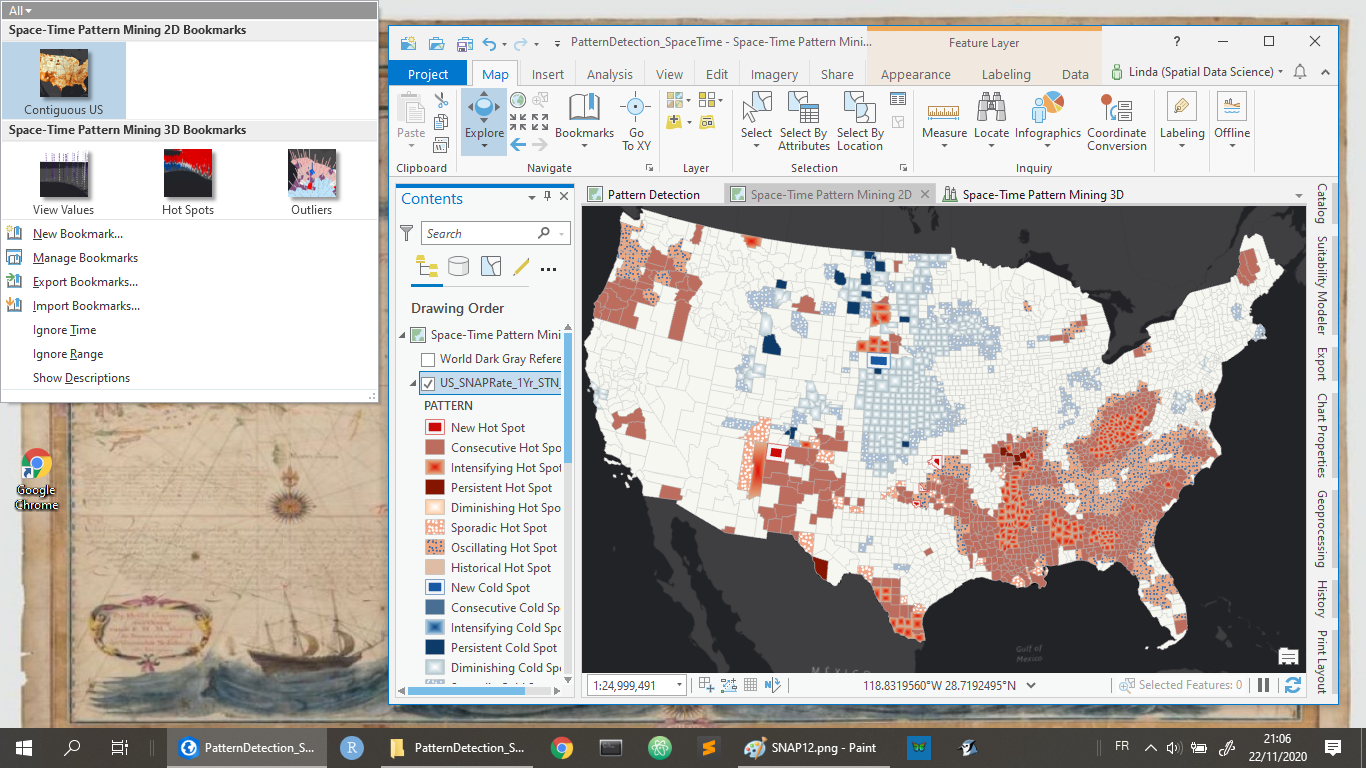 All
Space-Time Pattern Mining 2D Bookmarks
Contiguous US
Space-Time Pattern Mining 3D Bookmarks
View Values
Hot Spots
Outliers
New Bookmark...
Manage Bookmarks
Export Bookmarks...
Import Bookmarks...
Ignore Time
Ignore Range
Show Descriptions
Google
Chrome
PatternDetection_SpaceTime - Space-Time Pattern Mini...
Feature Layer
?
Project
Map
Insert
Analysis
View
Edit
Imagery
Share
Appearance
Labeling
Data
Linda (Spatial Data Science)
Paste
Clipboard
Explore
Bookmarks
Go
To XY
Navigate
Layer
Select
Select By
Attributes
Select By
Location
Selection
Measure
Locate
Infographics
Coordinate
Conversion
Inquiry
Labeling
Offline
Contents
Search
Drawing Order
Space-Time Pattern Mini
World Dark Gray Refere
US_SNAPRate_1Yr_STN_
PATTERN
New Hot Spot
Consecutive Hot Spot
Intensifying Hot Spot
Persistent Hot Spot
Diminishing Hot Spot
Sporadic Hot Spot
Oscillating Hot Spot
Historical Hot Spot
New Cold Spot
Consecutive Cold Sp
Intensifying Cold Spo
Persistent Cold Spot
Diminishing Cold Spo
Pattern Detection
Space-Time Pattern Mining 2D
Space-Time Pattern Mining 3D
Gulf of
Mexico
MEXICO
1:24,999,491
118.8319560°W 28.7192495°N
Selected Features: 0
Catalog
Suitability Modeler
Export
Chart Properties
Geoprocessing
History
Print Layout
PatternDetection_S...
R
PatternDetection_S...
SNAP12.png - Paint
FR
21:06
22/11/2020